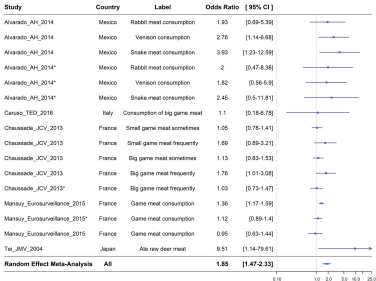 Study Country Label Odds Ratio [ 95% CI ]
Alvarado_AH_2014 Mexico Rabbit meat consumption 1.93 [0.69-5.39]
Alvarado_AH_2014 Mexico Venison consumption 2.76 [1.14-6.68]
Alvarado_AH_2014 Mexico Snake meat consumption 3.93 [1.23-12.59]
Alvarado_AH_2014* Mexico Rabbit meat consumption 2 [0.47-8.38]
Alvarado_AH_2014* Mexico Venison consumption 1.82 [0.56-5.9]
Alvarado_AH_2014* Mexico Snake meat consumption 2.45 [0.5-11.81]
Caruso_TED_2016 Italy Consumption of big game meat 1.1 [0.18-6.78]
Chaussade_JCV_2013 France Small game meat sometimes 1.05 [0.78-1.41]
Chaussade_JCV_2013 France Small game meat frequently 1.69 [0.89-3.21]
Chaussade_JCV_2013 France Big game meat sometimes 1.13 [0.83-1.53]
Chaussade_JCV_2013 France Big game meat frequently 1.76 [1.01-3.08]
Chaussade_JCV_2013* France Big game meat frequently 1.03 [0.73-1.47]
Mansuy_Eurosurveillance_2015 France Game meat consumption 1.36 [1.17-1.59]
Mansuy_Eurosurveillance_2015* France Game meat consumption 1.12 [0.89-1.4]
Mansuy_Eurosurveillance_2015 France Game meat consumption 0.95 [0.63-1.44]
Tei_JMV_2004 Japan Ate raw deer meat 9.51 [1.14-79.61]
Random Effect Meta-Analysis All 1.85 [1.47-2.33]
0.10 1.0 2.0 5.0 10.0 25.0